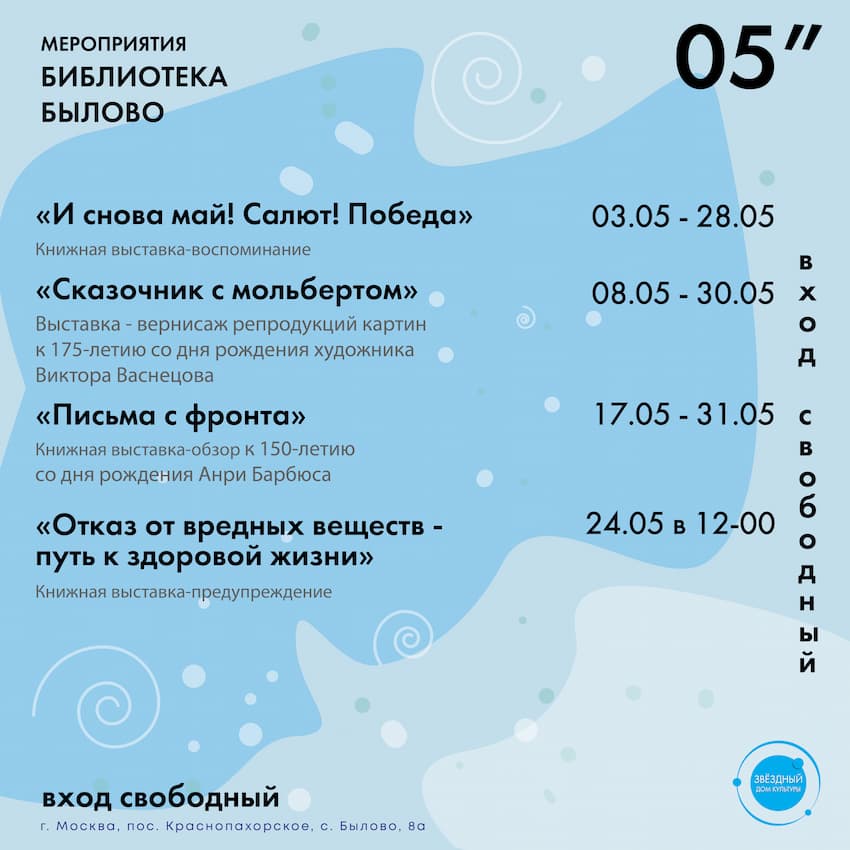 МЕРОПРИЯТИЯ
БИБЛИОТЕКА
БЫЛОВО
05”
«И снова май! Салют! Победа»
03.05 - 28.05
Книжная выставка-воспоминание
«Сказочник с мольбертом»
08.05 - 30.05
Выставка - вернисаж репродукций картин
к 175-летию со дня рождения художника
Виктора Васнецова
«Письма с фронта»
17.05 - 31.05
Книжная выставка-обзор к 150-летию
со дня рождения Анри Барбюса
«Отказ от вредных веществ -
путь к здоровой жизни»
24.05 в 12-00
Книжная выставка-предупреждение
вход свободный
вход свободный
г. Москва, пос. Краснопахорское, с. Былово, 8а
ЗВЁЗДНЫЙ
ДОМ КУЛЬТУРЫ